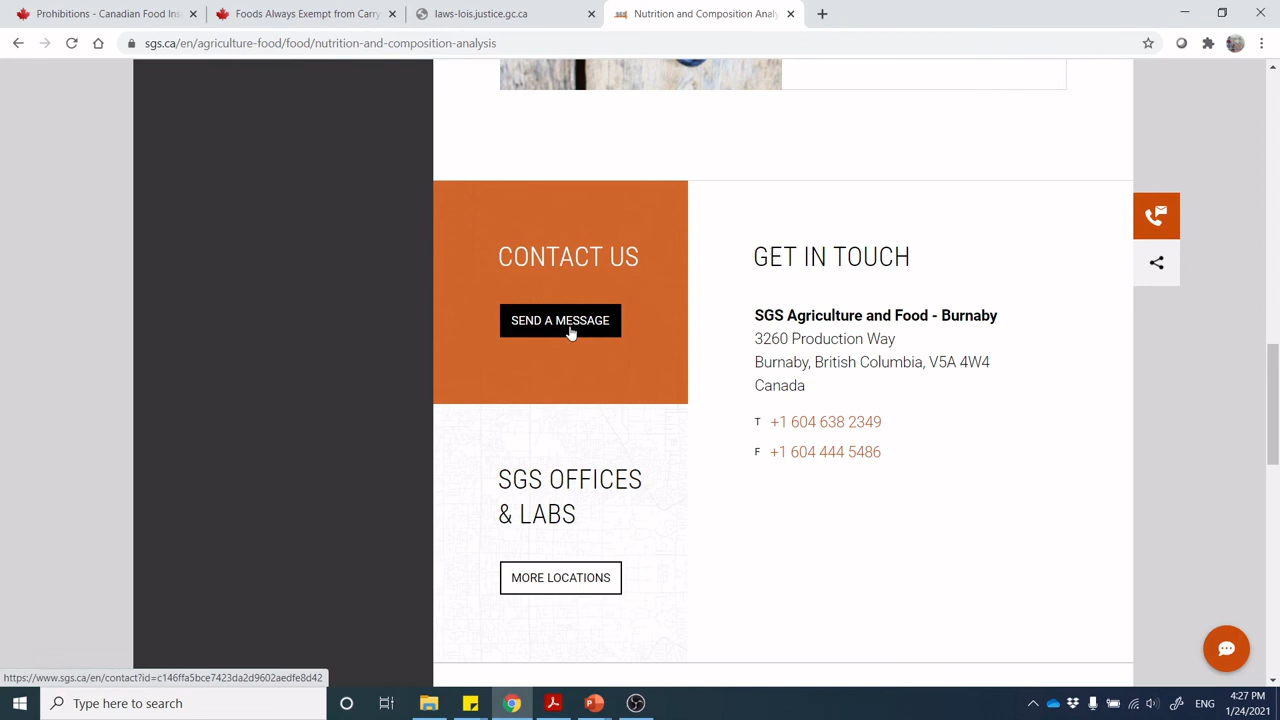 Prohibitions - Canadian Food Ins
Foods Always Exempt from Carry
laws-lois.justice.gc.ca
Nutrition and Composition Analy
sgs.ca/en/agriculture-food/food/nutrition-and-composition-analysis
CONTACT US
SEND A MESSAGE
SGS OFFICES
& LABS
MORE LOCATIONS
GET IN TOUCH
SGS Agriculture and Food - Burnaby
3260 Production Way
Burnaby, British Columbia, V5A 4W4
Canada
T +1 604 638 2349
F +1 604 444 5486
https://www.sgs.ca/en/contact?id=c146ffa5bce7423da2d9602aedfe8d42
Type here to search
ENG
4:27 PM
1/24/2021